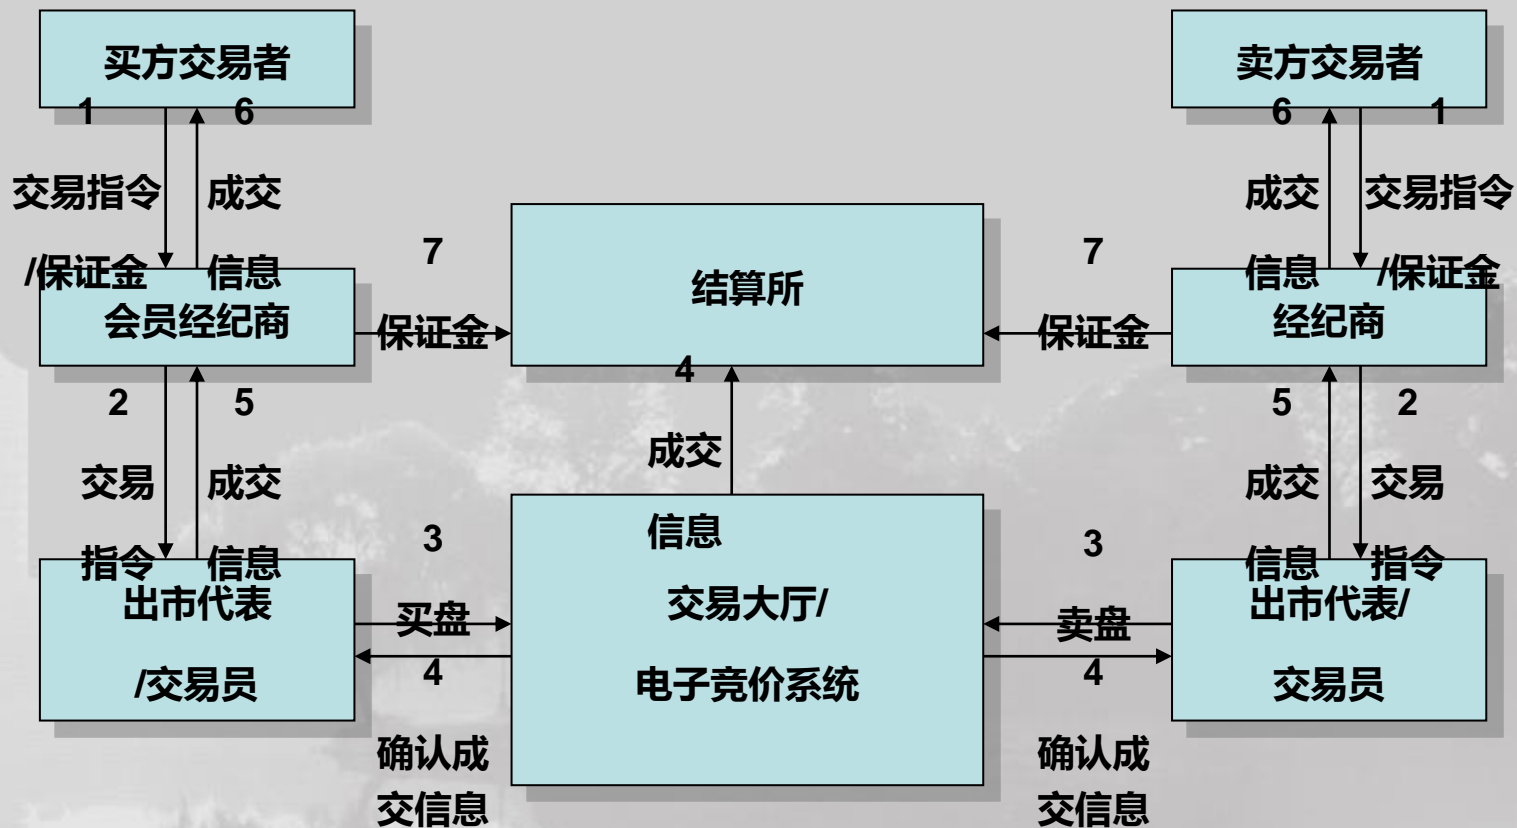 买方交易者
卖方交易者
1
6
6
1
交易指令
成交
成交
交易指令
/保证金
信息
信息
/保证金
7
7
结算所
会员经纪商
保证金
保证金
经纪商
4
2
5
5
2
成交
信息
交易
成交
成交
交易
指令
信息
信息
指令
3
3
出市代表
/交易员
买盘
交易大厅/
电子竞价系统
卖盘
出市代表/
交易员
4
4
确认成
交信息
确认成
交信息